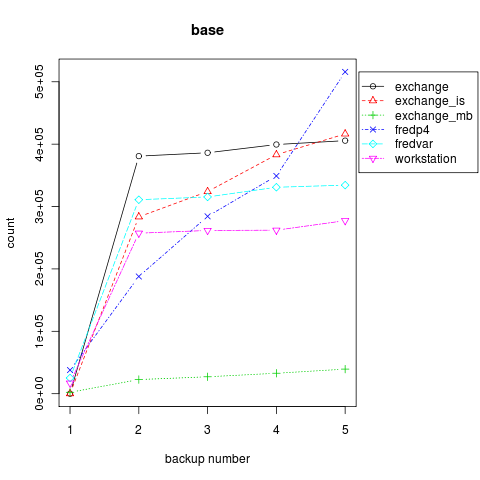 base
count
0e+00
1e+05
2e+05
3e+05
4e+05
5e+05
1 2 3 4 5
backup number
exchange
exchange_is
exchange_mb
fredp4
fredvar
workstation